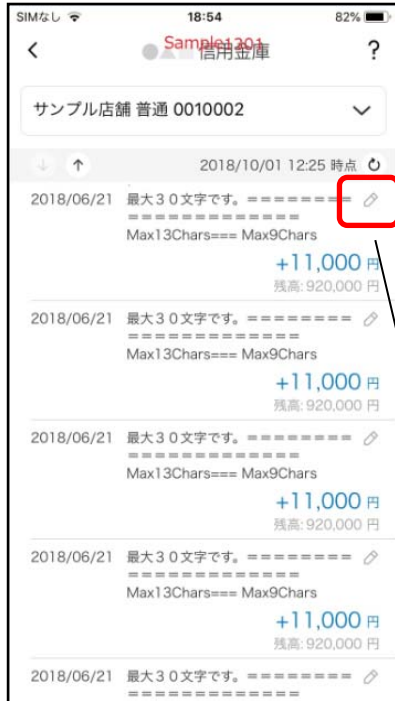 SIMなし 18:54 82%
Sample1201
●▲■信用金庫 ?
サンプル店舗 普通 0010002
↓ ↑ 2018/10/01 12:25 時点
2018/06/21 最大30文字です。========
=============
Max13Chars=== Max9Chars
+11,000 円
残高: 920,000 円
2018/06/21 最大30文字です。========
=============
Max13Chars=== Max9Chars
+11,000 円
残高: 920,000 円
2018/06/21 最大30文字です。========
=============
Max13Chars=== Max9Chars
+11,000 円
残高: 920,000 円
2018/06/21 最大30文字です。========
=============
Max13Chars=== Max9Chars
+11,000 円
残高: 920,000 円
2018/06/21 最大30文字です。========
=============